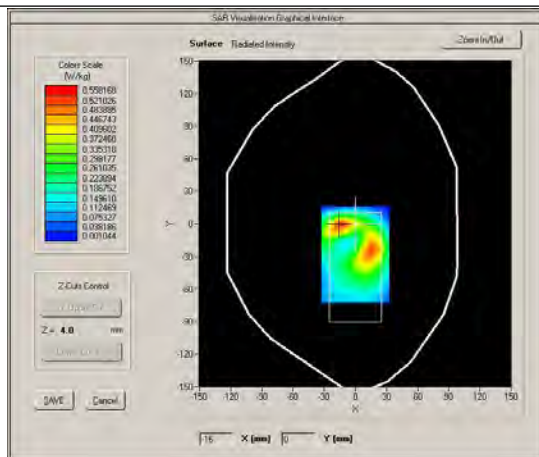 SAR Visualisation Graphical Interface
Surface Radiated Intensity
Zoom In/Out
Colors Scale
(W/kg)
0.558168
0.521026
0.483885
0.446743
0.409602
0.372460
0.335318
0.298177
0.261035
0.223894
0.186752
0.149610
0.112469
0.075327
0.038186
0.001044
150
120
90
60
30
0
-30
-60
-90
-120
-150
Y
-150 -120 -90 -60 -30 0 30 60 90 120 150
X
Z-Cuts Control
Z = 4.0 mm
SAVE Cancel
-16 X (mm) 0 Y (mm)